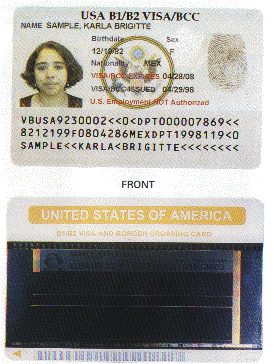 USA B1/B2 VISA/BCC
NAME SAMPLE, KARLA BRIGITTE
Birthdate Sex
12/19/82 F
Nationality MEX
VISA/BCC EXPIRES 04/28/08
VISA/BCC ISSUED 04/29/98
U.S. Employment NOT Authorized
VBUSA9230002<<0<DPT000007869<<
8212199F0804286MEXDPT1998119<0
SAMPLE<<KARLA<BRIGITTE<<<<<<<<
FRONT
UNITED STATES OF AMERICA
B1/B2 VISA AND BORDER CROSSING CARD